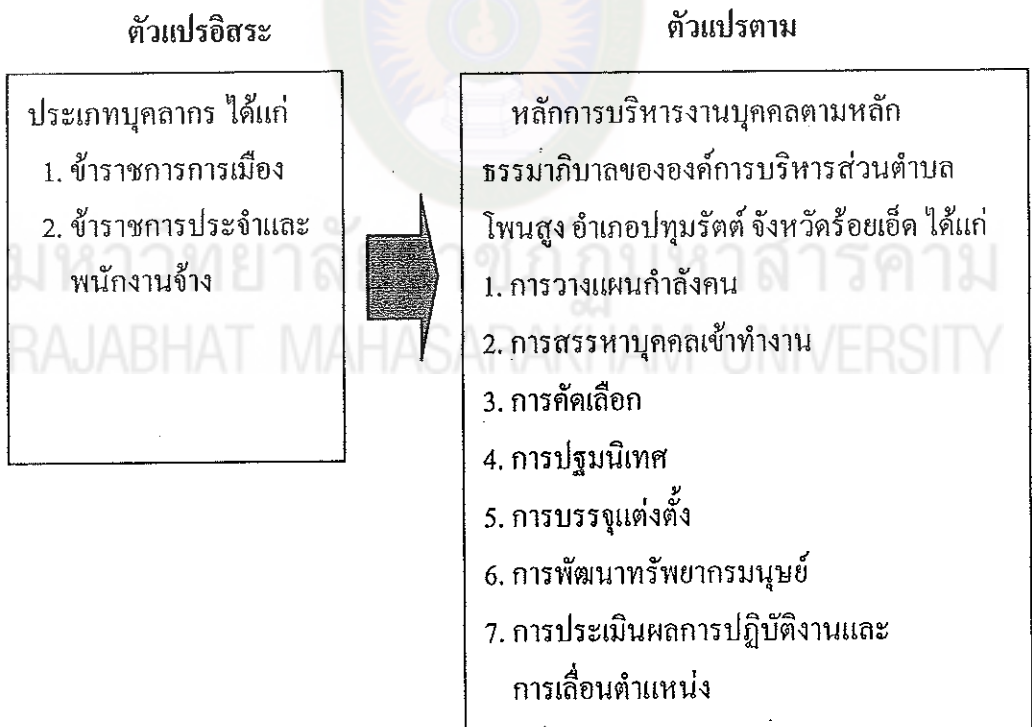 ตัวแปรอิสระ
ประเภทบุคลากร ได้แก่
1. ข้าราชการการเมือง
2. ข้าราชการประจำและ
พนักงานจ้าง
ตัวแปรตาม
หลักการบริหารงานบุคคลตามหลัก
ธรรมาภิบาลขององค์การบริหารส่วนตำบล
โพนสูง อำเภอปทุมรัตต์ จังหวัดร้อยเอ็ด ได้แก่
1. การวางแผนกำลังคน
2. การสรรหาบุคคลเข้าทำงาน
3. การคัดเลือก
4. การปฐมนิเทศ
5. การบรรจุแต่งตั้ง
6. การพัฒนาทรัพยากรมนุษย์
7. การประเมินผลการปฏิบัติงานและ
การเลื่อนตำแหน่ง
มหาวิทยาลัยราชภัฏมหาสารคาม
RAJABHAT MAHASARAKHAM UNIVERSITY